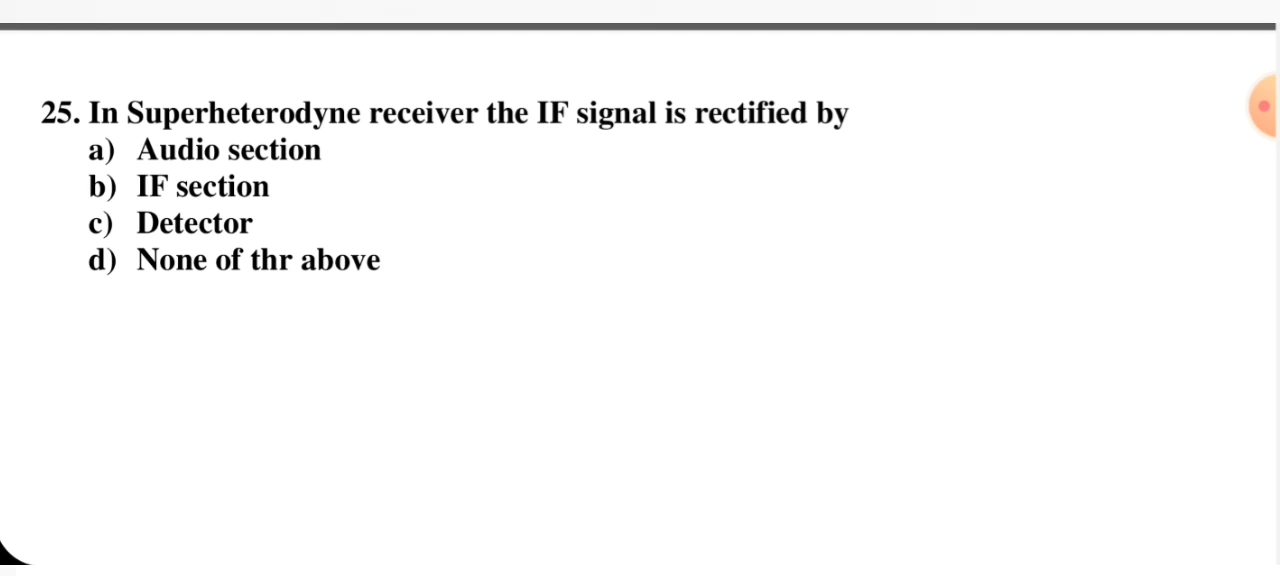 25. In Superheterodyne receiver the IF signal is rectified by
a) Audio section
b) IF section
c) Detector
d) None of thr above